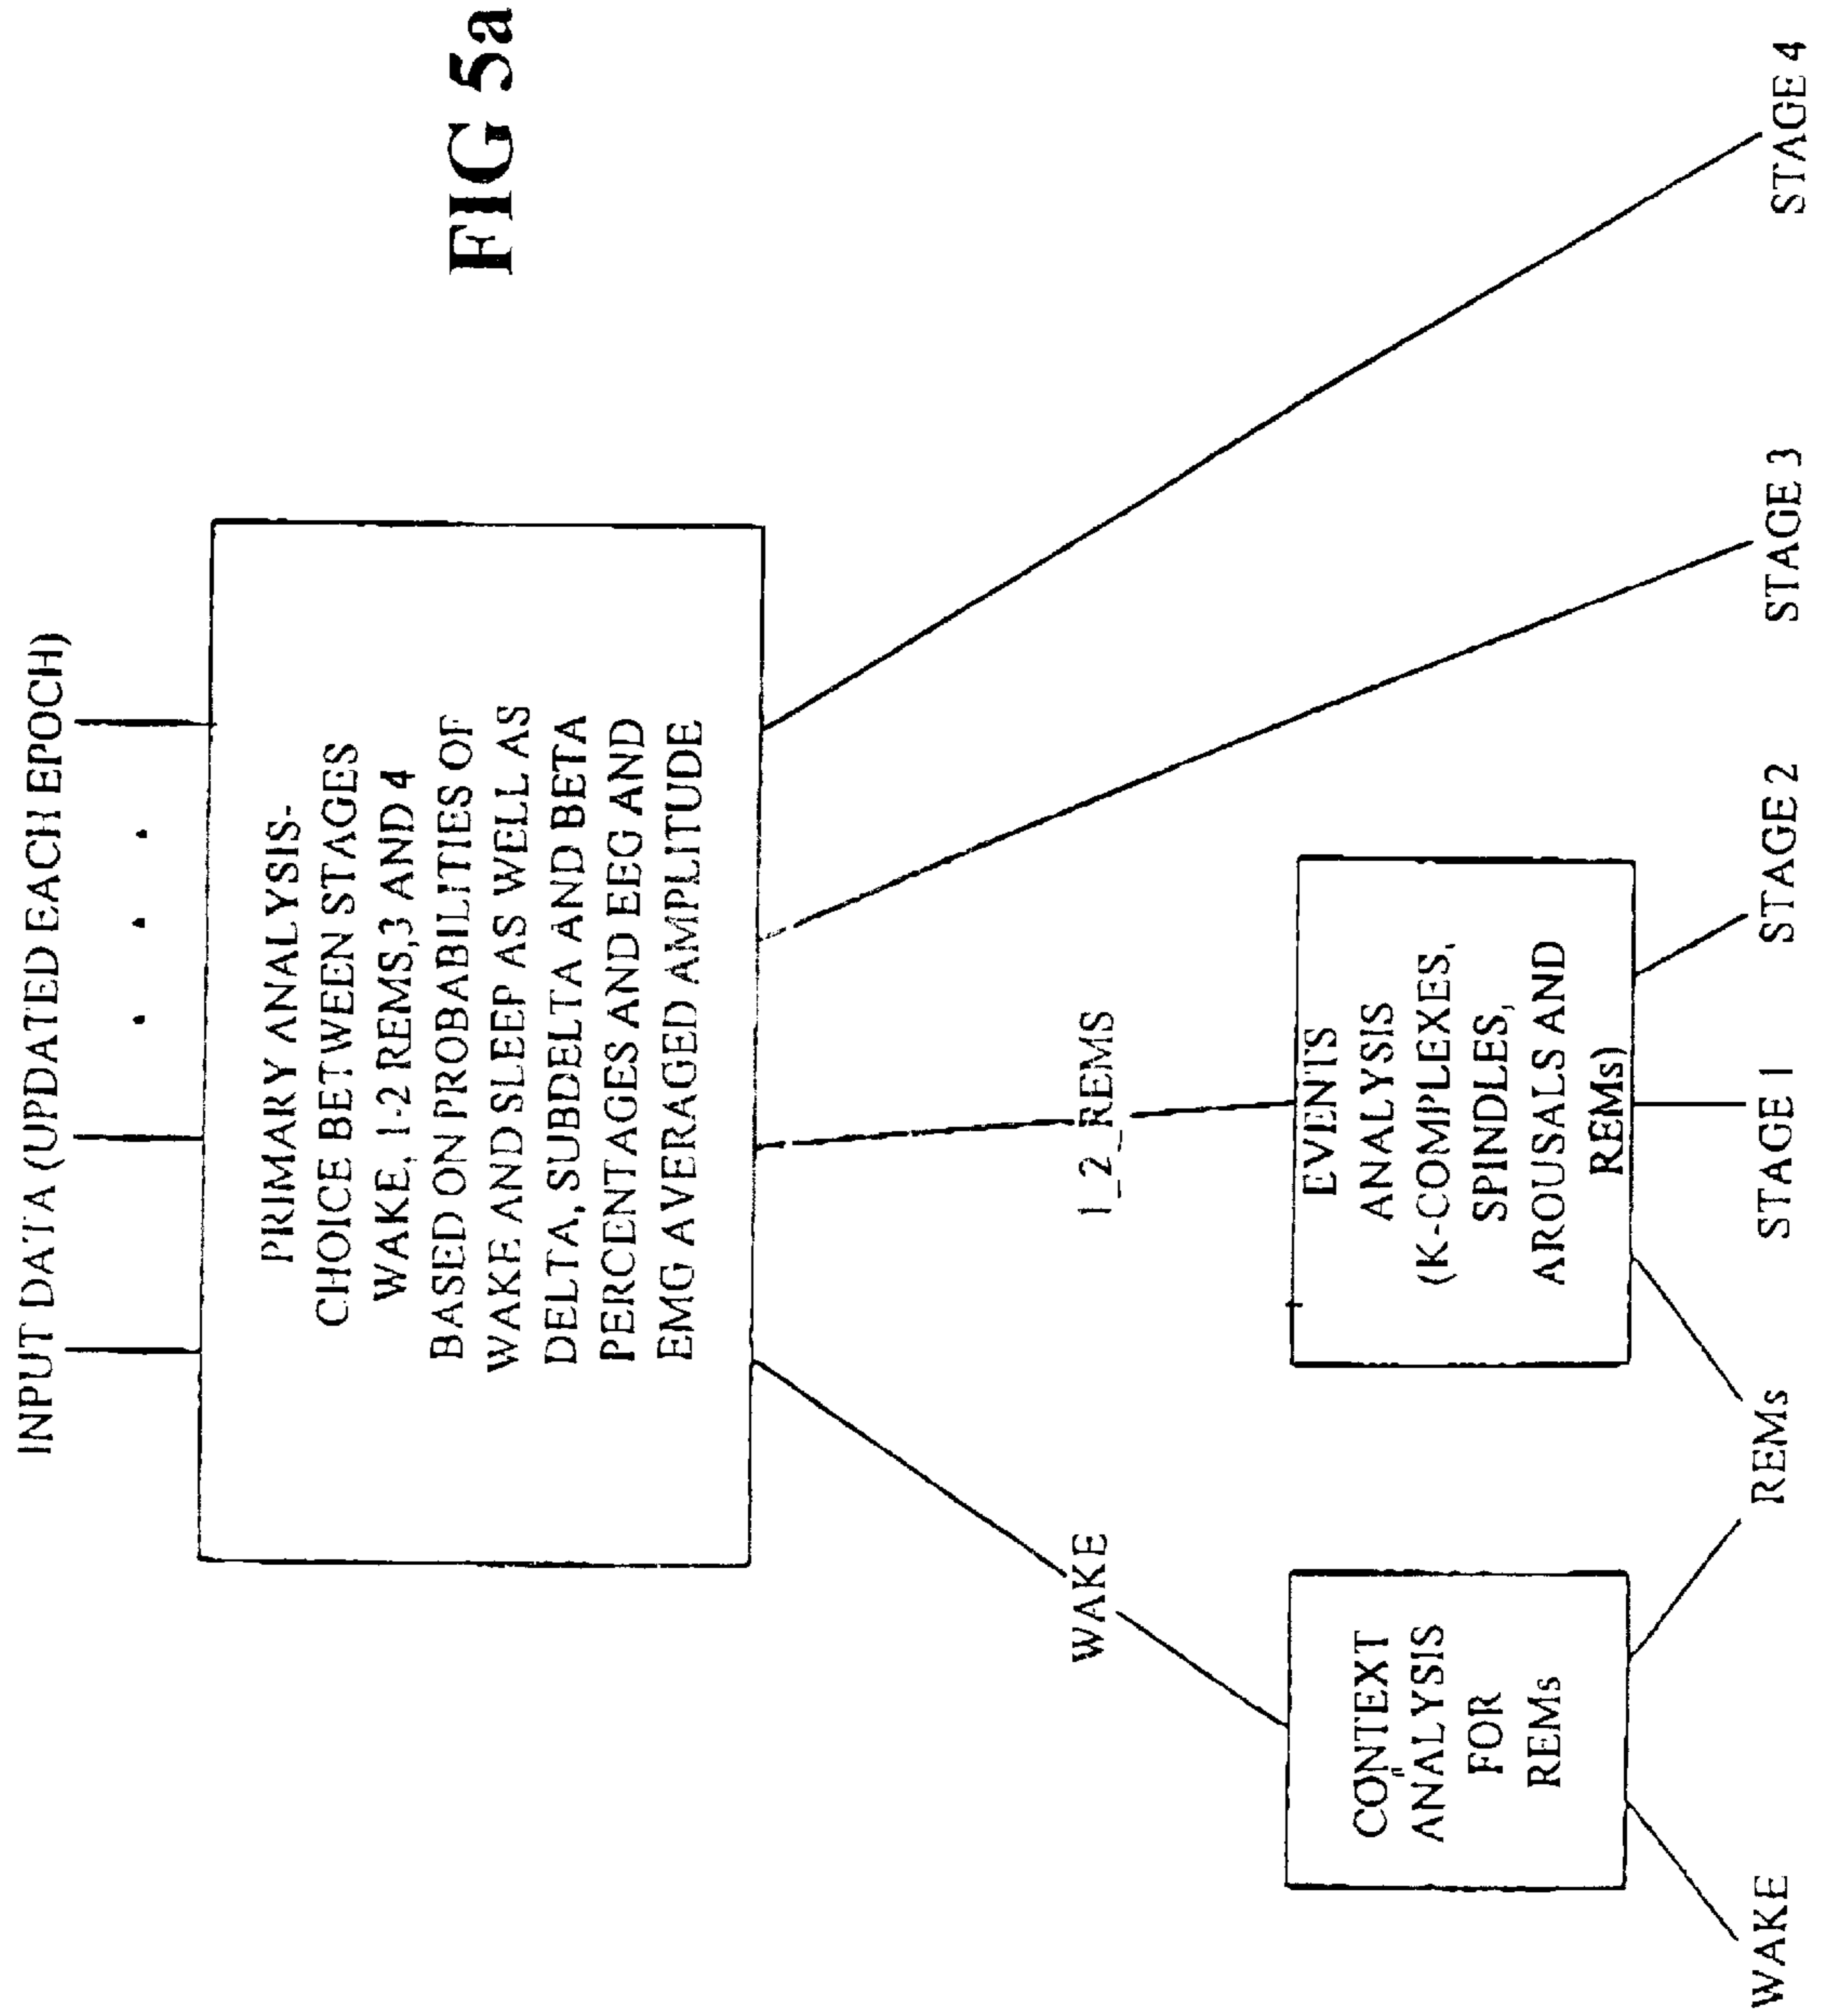 FIG 5a
INPUT DATA (UPDATED EACH EPOCH)
PRIMARY ANALYSIS-
CHOICE BETWEEN STAGES
WAKE, 1-2 REMS,3 AND 4
BASED ON PROBABILITIES OF
WAKE AND SLEEP AS WELL AS
DELTA, SUBDELTA AND BETA
PERCENTAGES AND EEG AND
EMG AVERAGED AMPLITUDE
WAKE
1_2_REMS
CONTEXT
ANALYSIS
FOR
REMs
EVENTS
ANALYSIS
(K-COMPLEXES,
SPINDLES,
AROUSALS AND
REMs)
WAKE
REMs
STAGE 1
STAGE 2
STAGE 3
STAGE 4